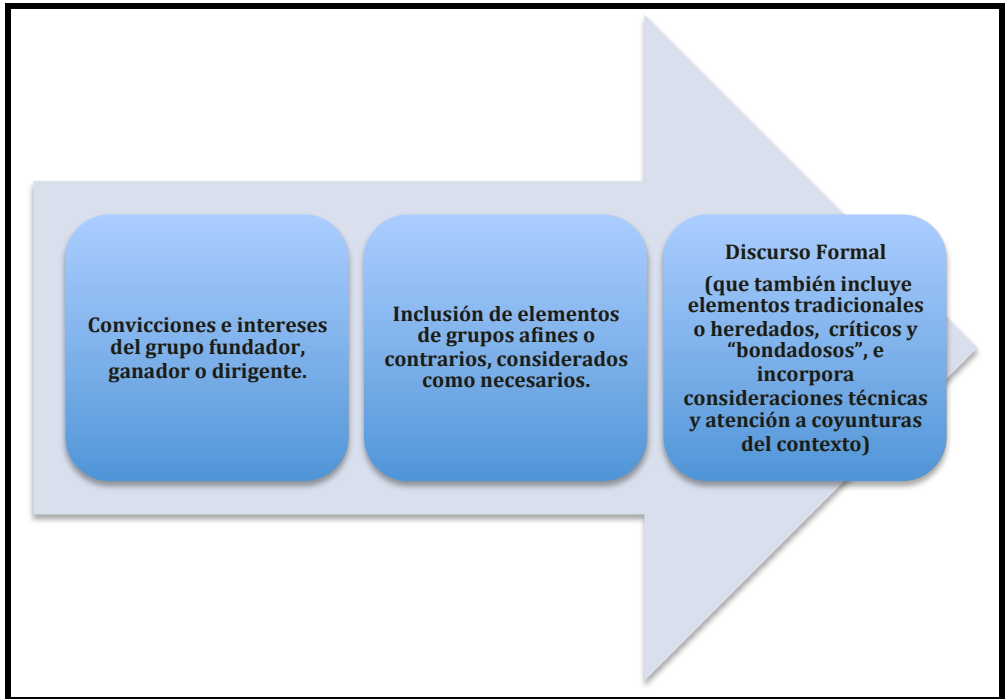 Convicciones e intereses
del grupo fundador,
ganador o dirigente.
Inclusión de elementos
de grupos afines o
contrarios, considerados
como necesarios.
Discurso Formal
(que también incluye
elementos tradicionales
o heredados, críticos y
“bondadosos”, e
incorpora
consideraciones técnicas
y atención a coyunturas
del contexto)